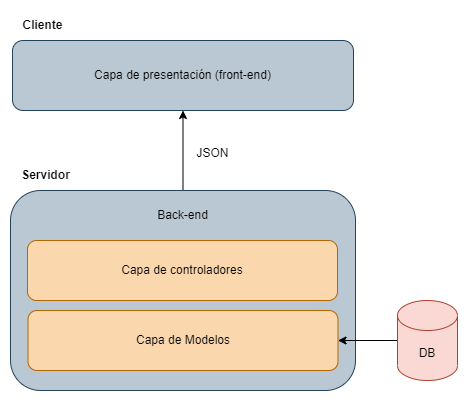 Cliente
Capa de presentación (front-end)
JSON
Servidor
Back-end
Capa de controladores
Capa de Modelos
DB